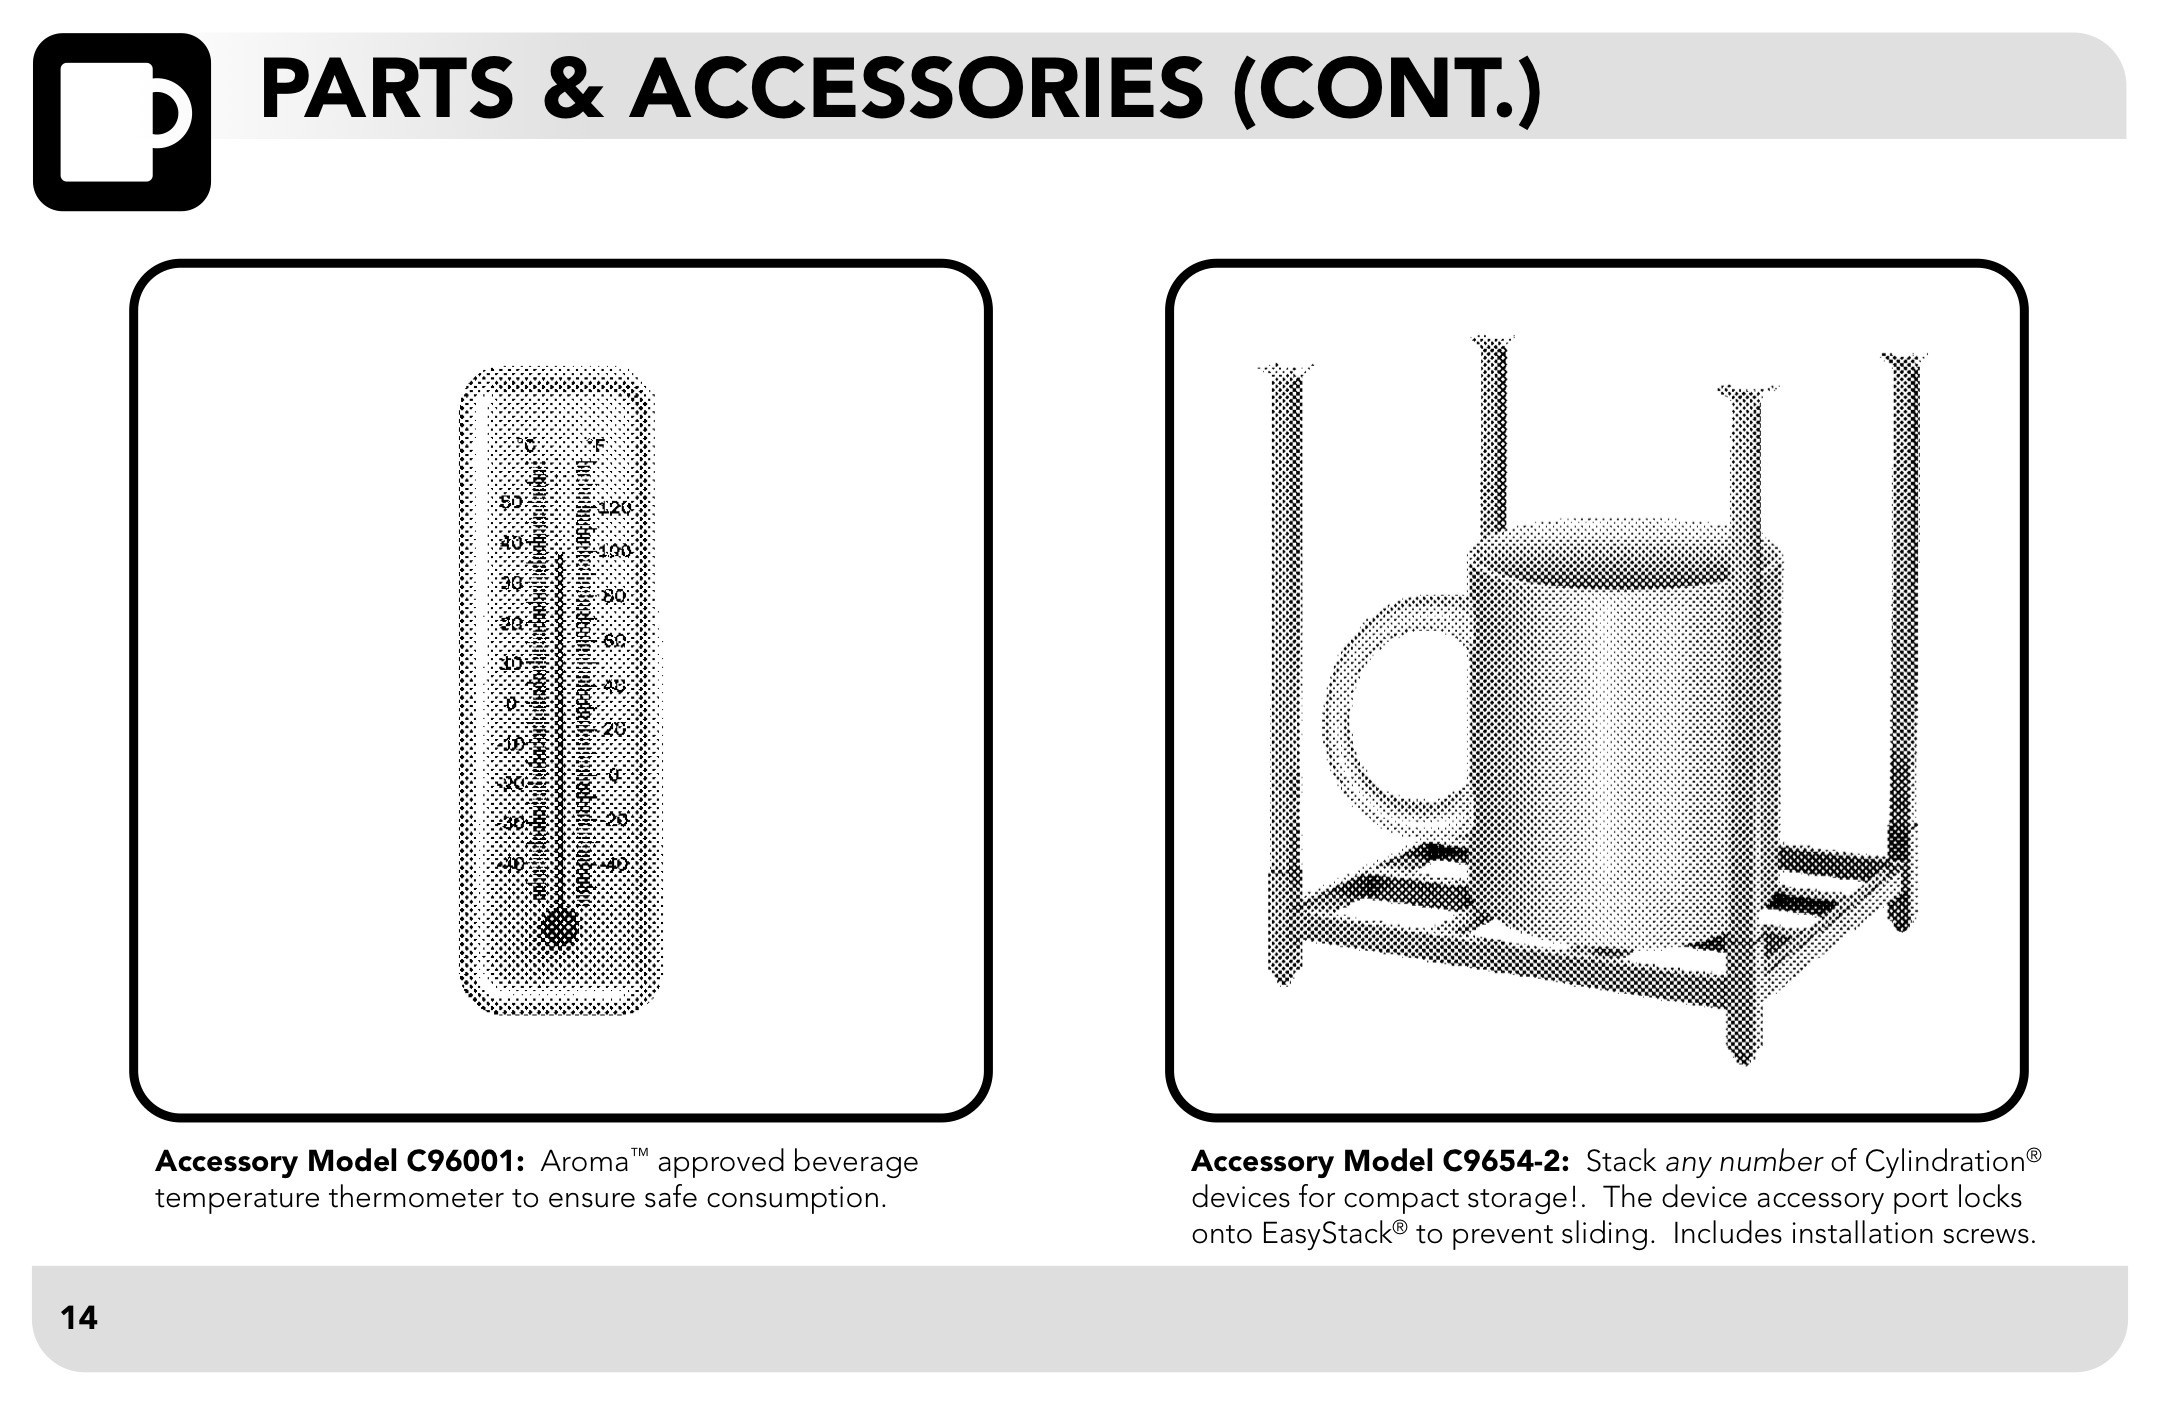 PARTS & ACCESSORIES (CONT.)
°C °F
50
120
40
100
30
80
20
60
10
40
0
20
-10
0
-20
-20
-30
-40
-40
Accessory Model C96001:  Aroma™ approved beverage
temperature thermometer to ensure safe consumption.
Accessory Model C9654-2:  Stack any number of Cylindration®
devices for compact storage!.  The device accessory port locks
onto EasyStack® to prevent sliding.  Includes installation screws.
14